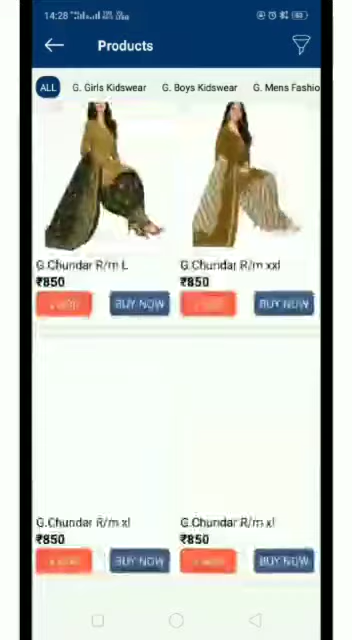 14:28
Products
ALL G. Girls Kidswear G. Boys Kidswear G. Mens Fashio
G.Chundar R/m L G.Chundar R/m xxl
₹850 ₹850
BUY NOW BUY NOW
G.Chundar R/m xl G.Chundar R/m xl
₹850 ₹850
BUY NOW BUY NOW